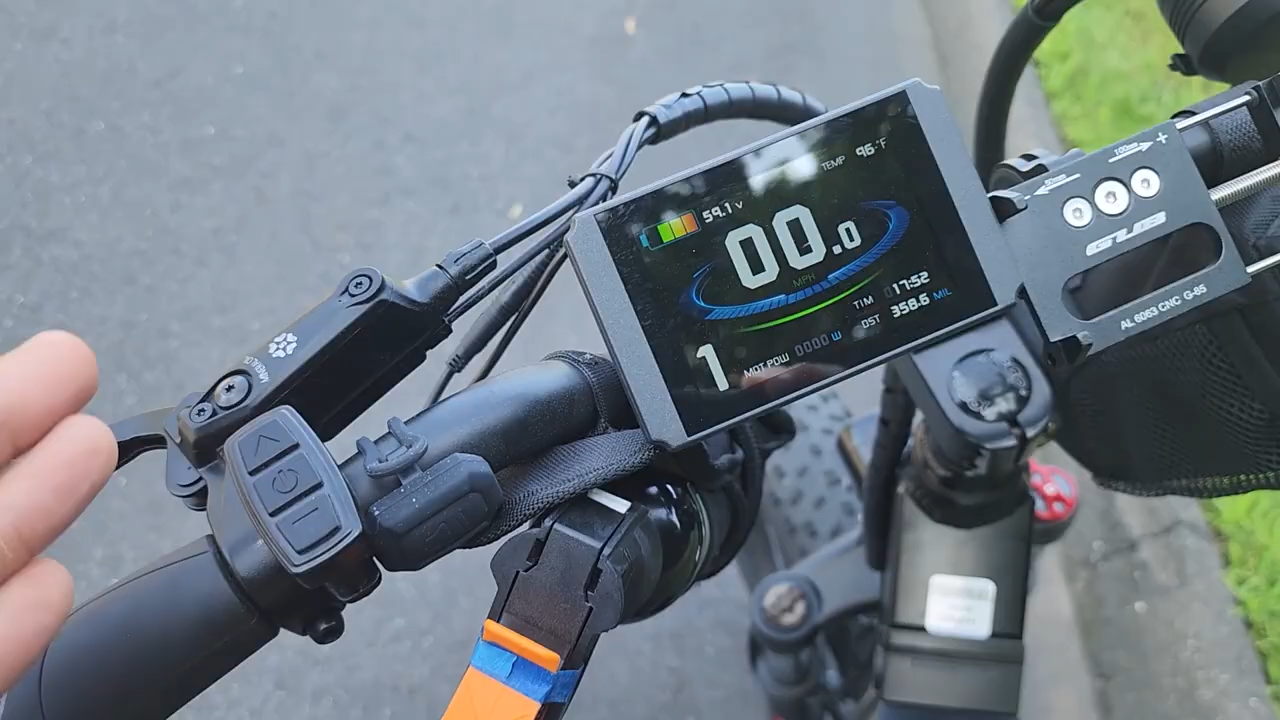 TEMP 96°F
59.1 v
00.0
MPH
TIM 17:52
DST 358.6 MIL
1 MOT POW 0000 W
100mm
GUB
AL 6063 CNC G-85